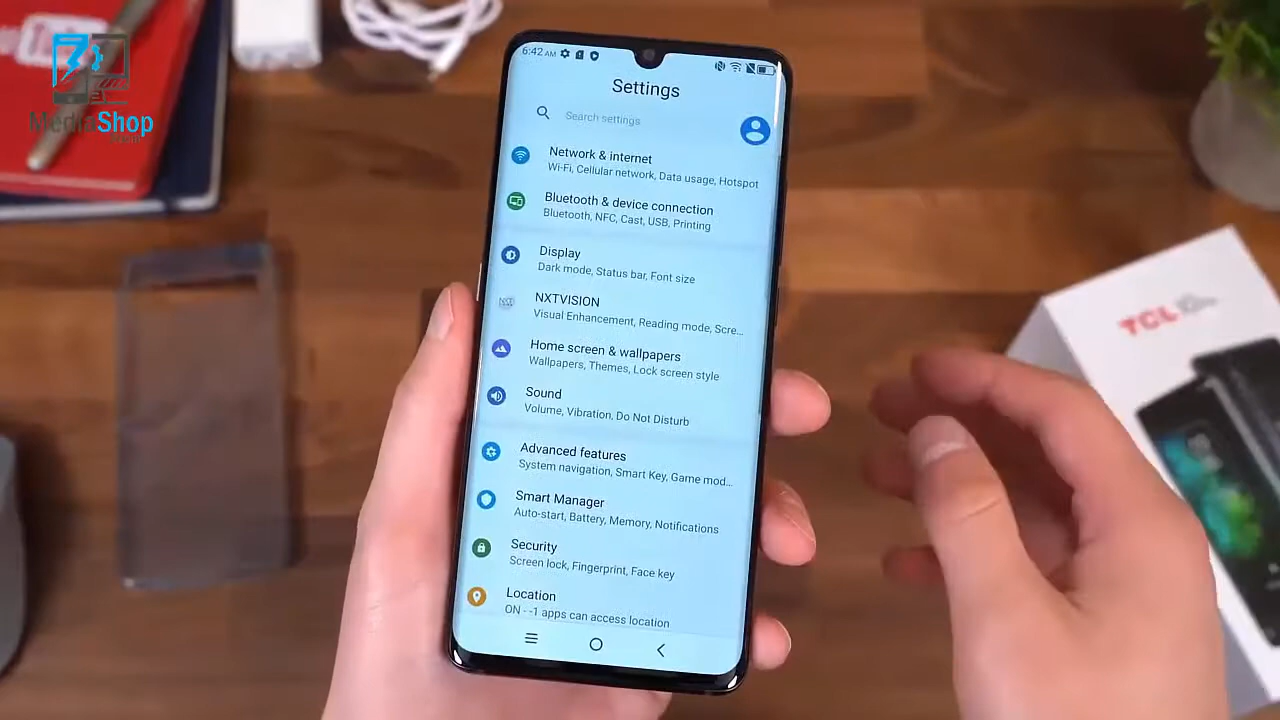 MediaShop
6:42 AM
Settings
Search settings
Network & internet
Wi-Fi, Cellular network, Data usage, Hotspot
Bluetooth & device connection
Bluetooth, NFC, Cast, USB, Printing
Display
Dark mode, Status bar, Font size
NXTVISION
Visual Enhancement, Reading mode, Scre...
Home screen & wallpapers
Wallpapers, Themes, Lock screen style
Sound
Volume, Vibration, Do Not Disturb
Advanced features
System navigation, Smart Key, Game mod...
Smart Manager
Auto-start, Battery, Memory, Notifications
Security
Screen lock, Fingerprint, Face key
Location
ON - -1 apps can access location
TCL